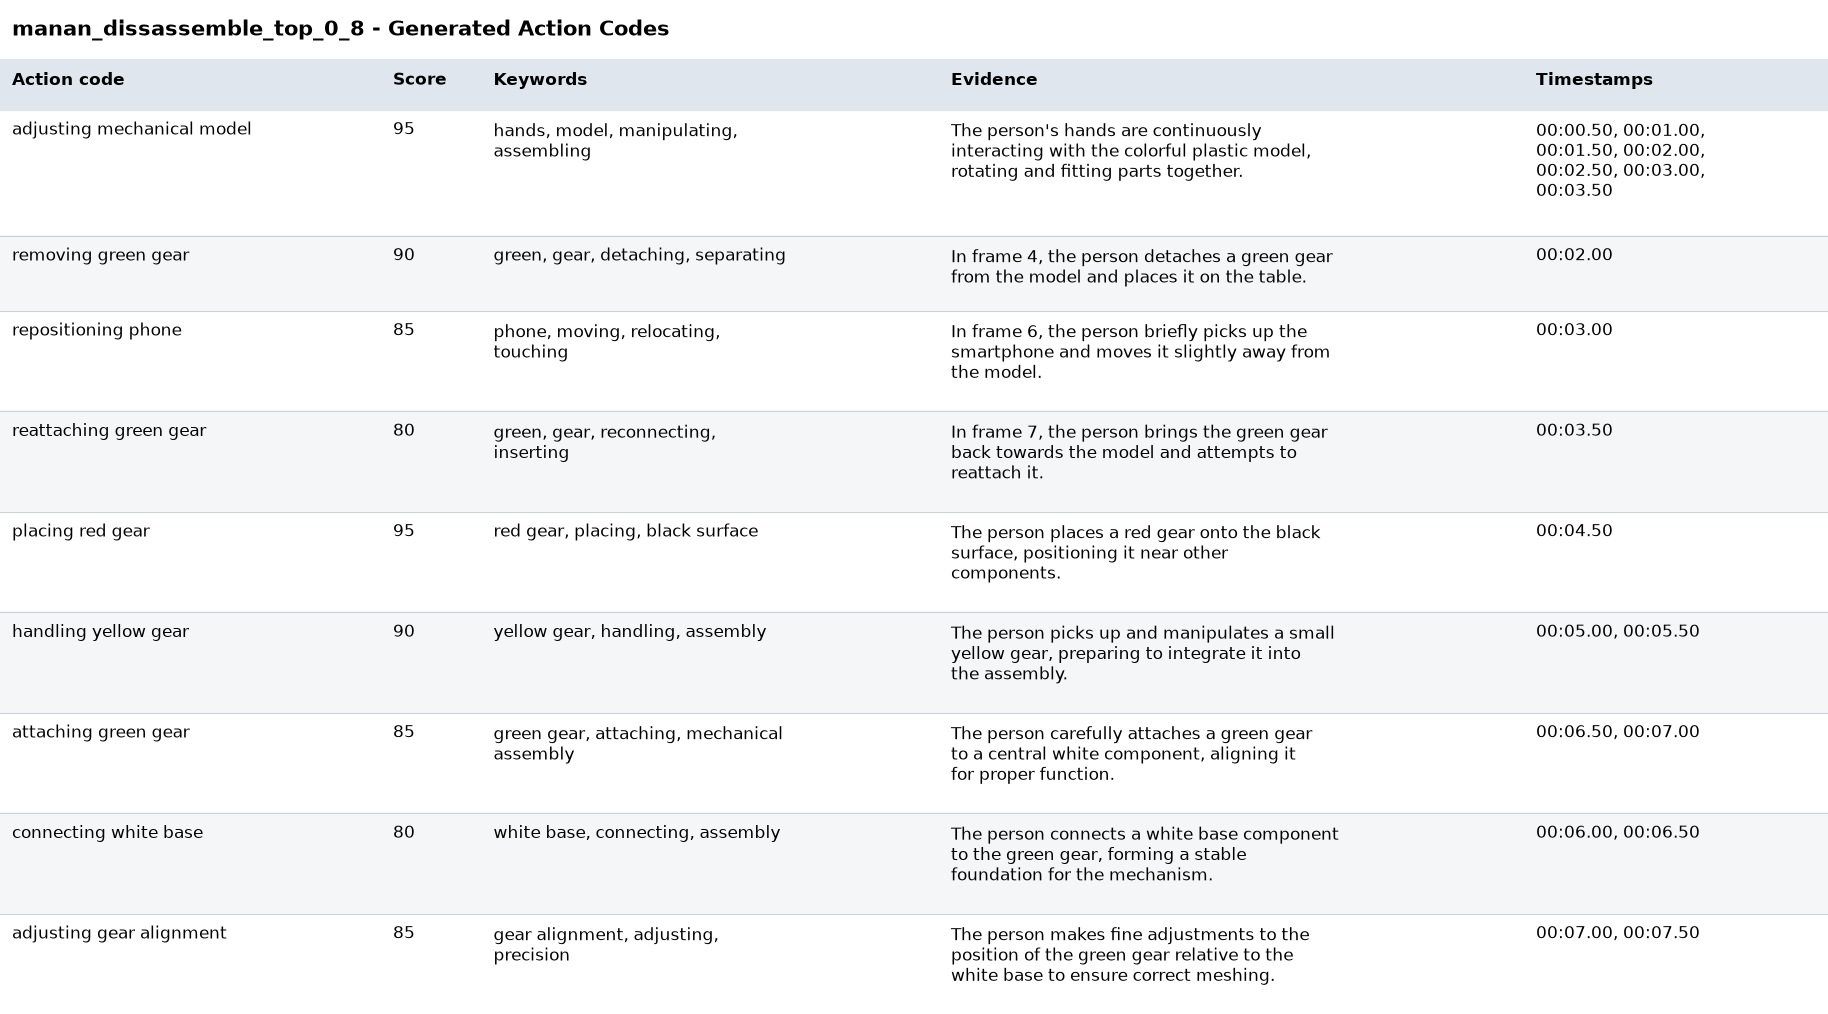 manan_dissassemble_top_0_8 - Generated Action Codes
Action code Score Keywords Evidence Timestamps
adjusting mechanical model 95 hands, model, manipulating, The person's hands are continuously 00:00.50, 00:01.00,
assembling interacting with the colorful plastic model, 00:01.50, 00:02.00,
rotating and fitting parts together. 00:02.50, 00:03.00,
00:03.50
removing green gear 90 green, gear, detaching, separating In frame 4, the person detaches a green gear 00:02.00
from the model and places it on the table.
repositioning phone 85 phone, moving, relocating, In frame 6, the person briefly picks up the 00:03.00
touching smartphone and moves it slightly away from
the model.
reattaching green gear 80 green, gear, reconnecting, In frame 7, the person brings the green gear 00:03.50
inserting back towards the model and attempts to
reattach it.
placing red gear 95 red gear, placing, black surface The person places a red gear onto the black 00:04.50
surface, positioning it near other
components.
handling yellow gear 90 yellow gear, handling, assembly The person picks up and manipulates a small 00:05.00, 00:05.50
yellow gear, preparing to integrate it into
the assembly.
attaching green gear 85 green gear, attaching, mechanical The person carefully attaches a green gear 00:06.50, 00:07.00
assembly to a central white component, aligning it
for proper function.
connecting white base 80 white base, connecting, assembly The person connects a white base component 00:06.00, 00:06.50
to the green gear, forming a stable
foundation for the mechanism.
adjusting gear alignment 85 gear alignment, adjusting, The person makes fine adjustments to the 00:07.00, 00:07.50
precision position of the green gear relative to the
white base to ensure correct meshing.